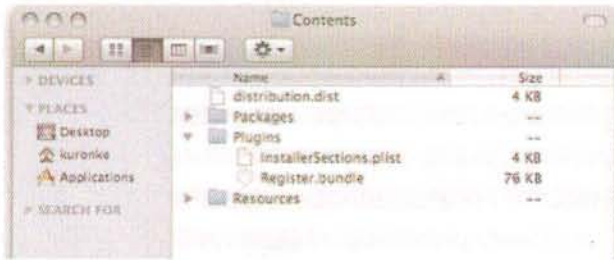 Contents
DEVICES
PLACES
Desktop
kuronke
Applications
SEARCH FOR
Name Size
distribution.dist 4 KB
Packages --
Plugins --
InstallerSections.plist 4 KB
Register.bundle 76 KB
Resources --